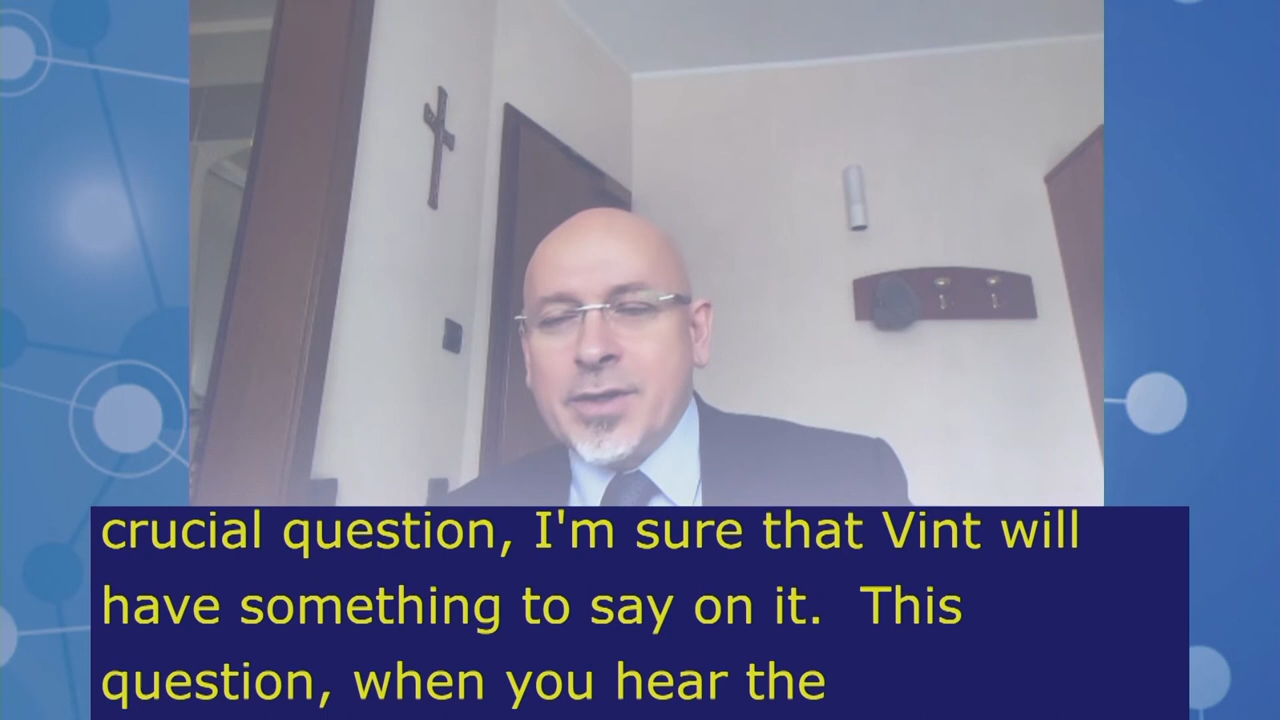 crucial question, I'm sure that Vint will
have something to say on it.  This
question, when you hear the